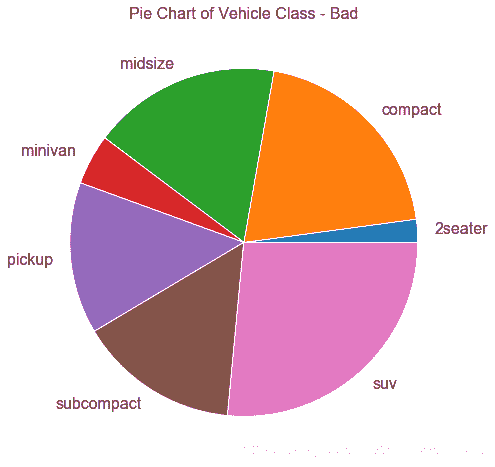 Pie Chart of Vehicle Class - Bad
midsize
compact
minivan
2seater
pickup
suv
subcompact